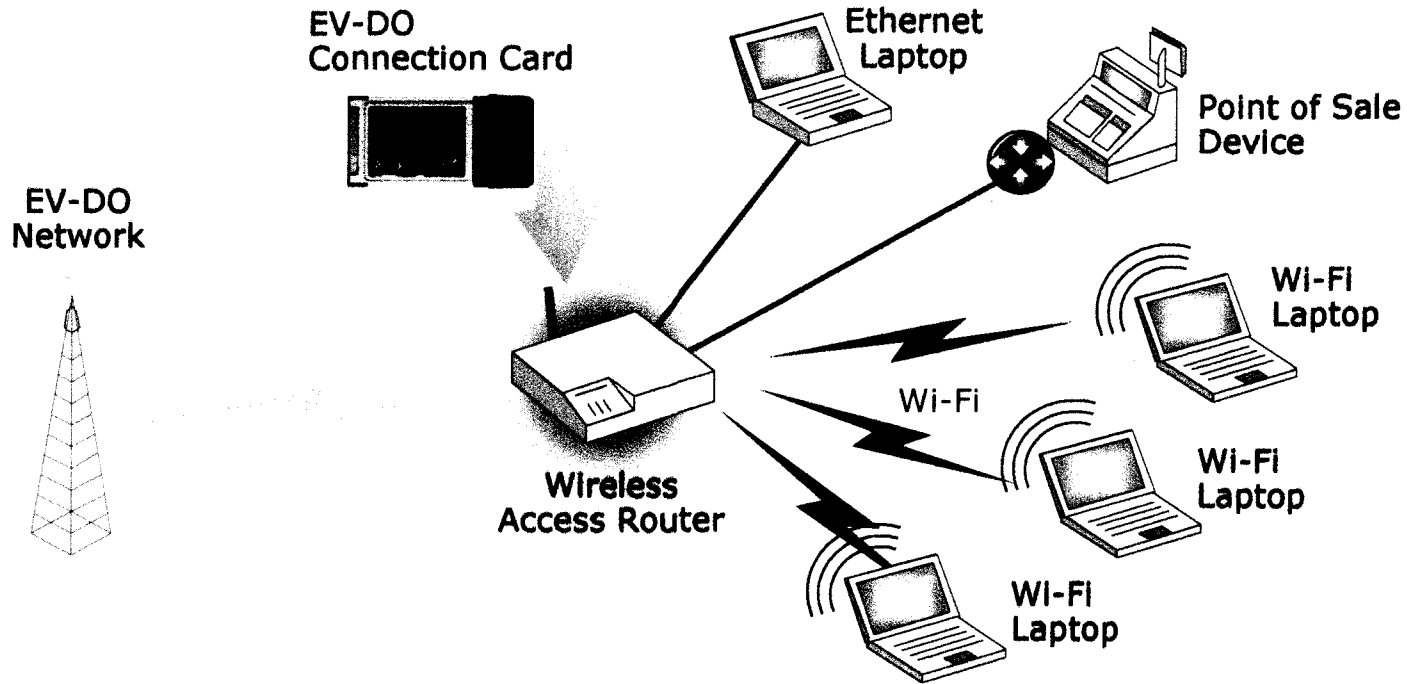 EV-DO
Connection Card
Ethernet
Laptop
Point of Sale
Device
EV-DO
Network
Wi-Fi
Laptop
Wi-Fi
Wi-Fi
Laptop
Wireless
Access Router
Wi-Fi
Laptop